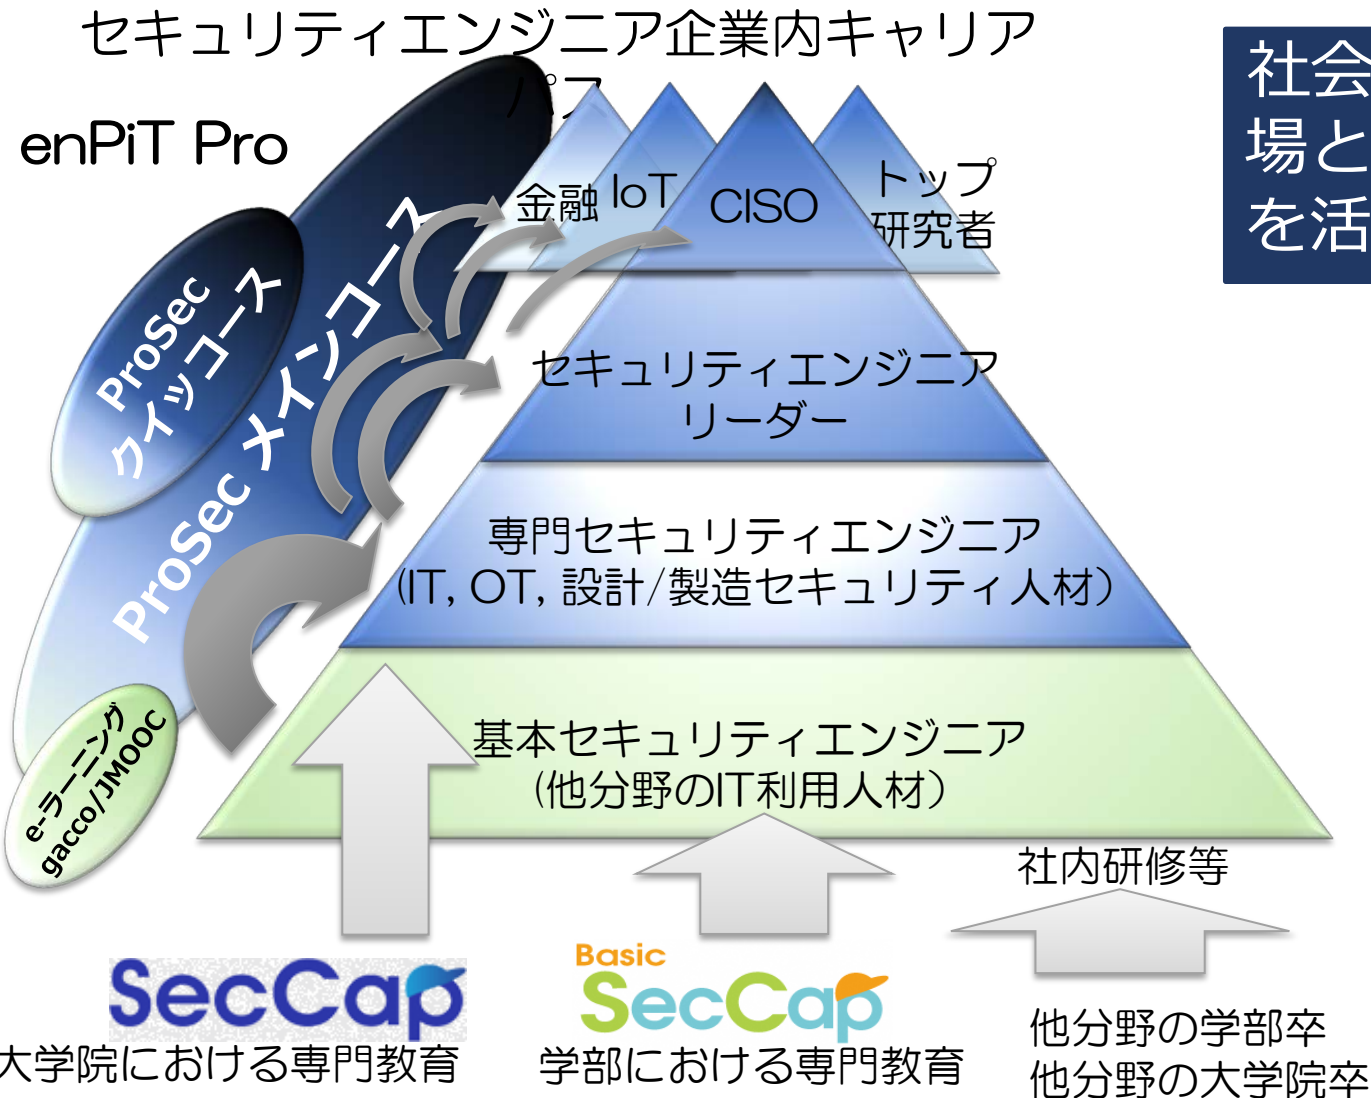 セキュリティエンジニア企業内キャリア
パス
enPiT Pro
社会
場と
を活
金融
IoT
CISO
トップ
研究者
ProSec
クイックコース
ProSec メインコース
セキュリティエンジニア
リーダー
専門セキュリティエンジニア
(IT, OT, 設計/製造セキュリティ人材）
e-ラーニング
gacco/JMOOC
基本セキュリティエンジニア
(他分野のIT利用人材）
社内研修等
SecCap
大学院における専門教育
Basic
SecCap
学部における専門教育
他分野の学部卒
他分野の大学院卒